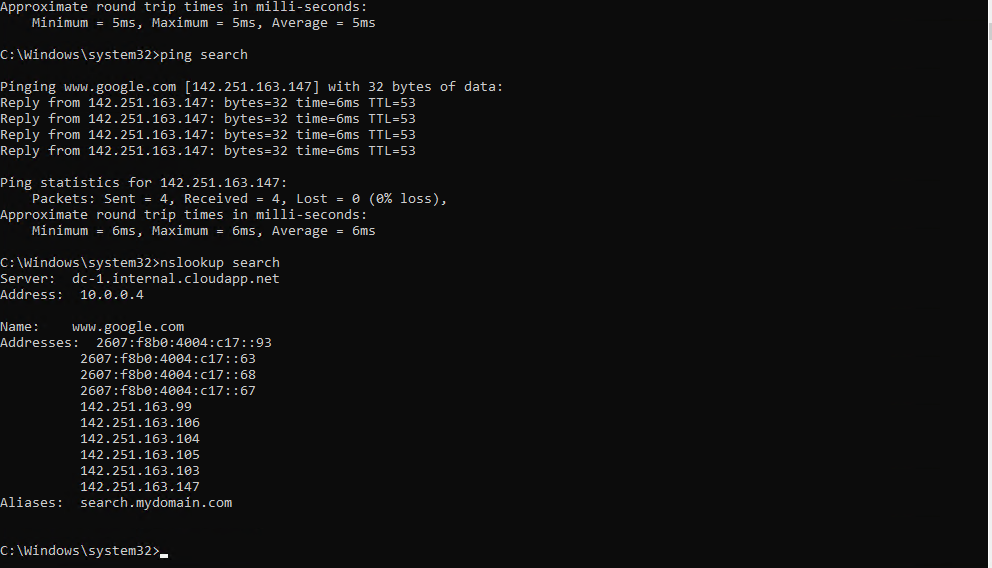 Approximate round trip times in milli-seconds:
    Minimum = 5ms, Maximum = 5ms, Average = 5ms

C:\Windows\system32>ping search

Pinging www.google.com [142.251.163.147] with 32 bytes of data:
Reply from 142.251.163.147: bytes=32 time=6ms TTL=53
Reply from 142.251.163.147: bytes=32 time=6ms TTL=53
Reply from 142.251.163.147: bytes=32 time=6ms TTL=53
Reply from 142.251.163.147: bytes=32 time=6ms TTL=53

Ping statistics for 142.251.163.147:
    Packets: Sent = 4, Received = 4, Lost = 0 (0% loss),
Approximate round trip times in milli-seconds:
    Minimum = 6ms, Maximum = 6ms, Average = 6ms

C:\Windows\system32>nslookup search
Server:  dc-1.internal.cloudapp.net
Address:  10.0.0.4

Name:    www.google.com
Addresses:  2607:f8b0:4004:c17::93
          2607:f8b0:4004:c17::63
          2607:f8b0:4004:c17::68
          2607:f8b0:4004:c17::67
          142.251.163.99
          142.251.163.106
          142.251.163.104
          142.251.163.105
          142.251.163.103
          142.251.163.147
Aliases:  search.mydomain.com


C:\Windows\system32>